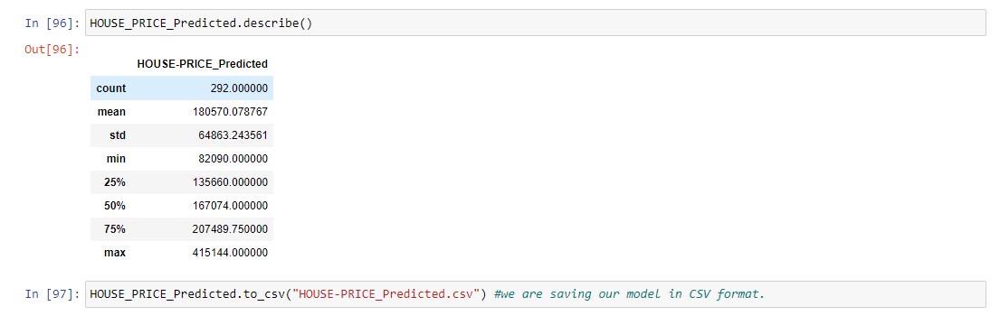 In [96]: HOUSE_PRICE_Predicted.describe()
Out[96]:
HOUSE-PRICE_Predicted
count 292.000000
mean 180570.078767
std 64863.243561
min 82090.000000
25% 135660.000000
50% 167074.000000
75% 207489.750000
max 415144.000000
In [97]: HOUSE_PRICE_Predicted.to_csv("HOUSE-PRICE_Predicted.csv") #we are saving our model in CSV format.